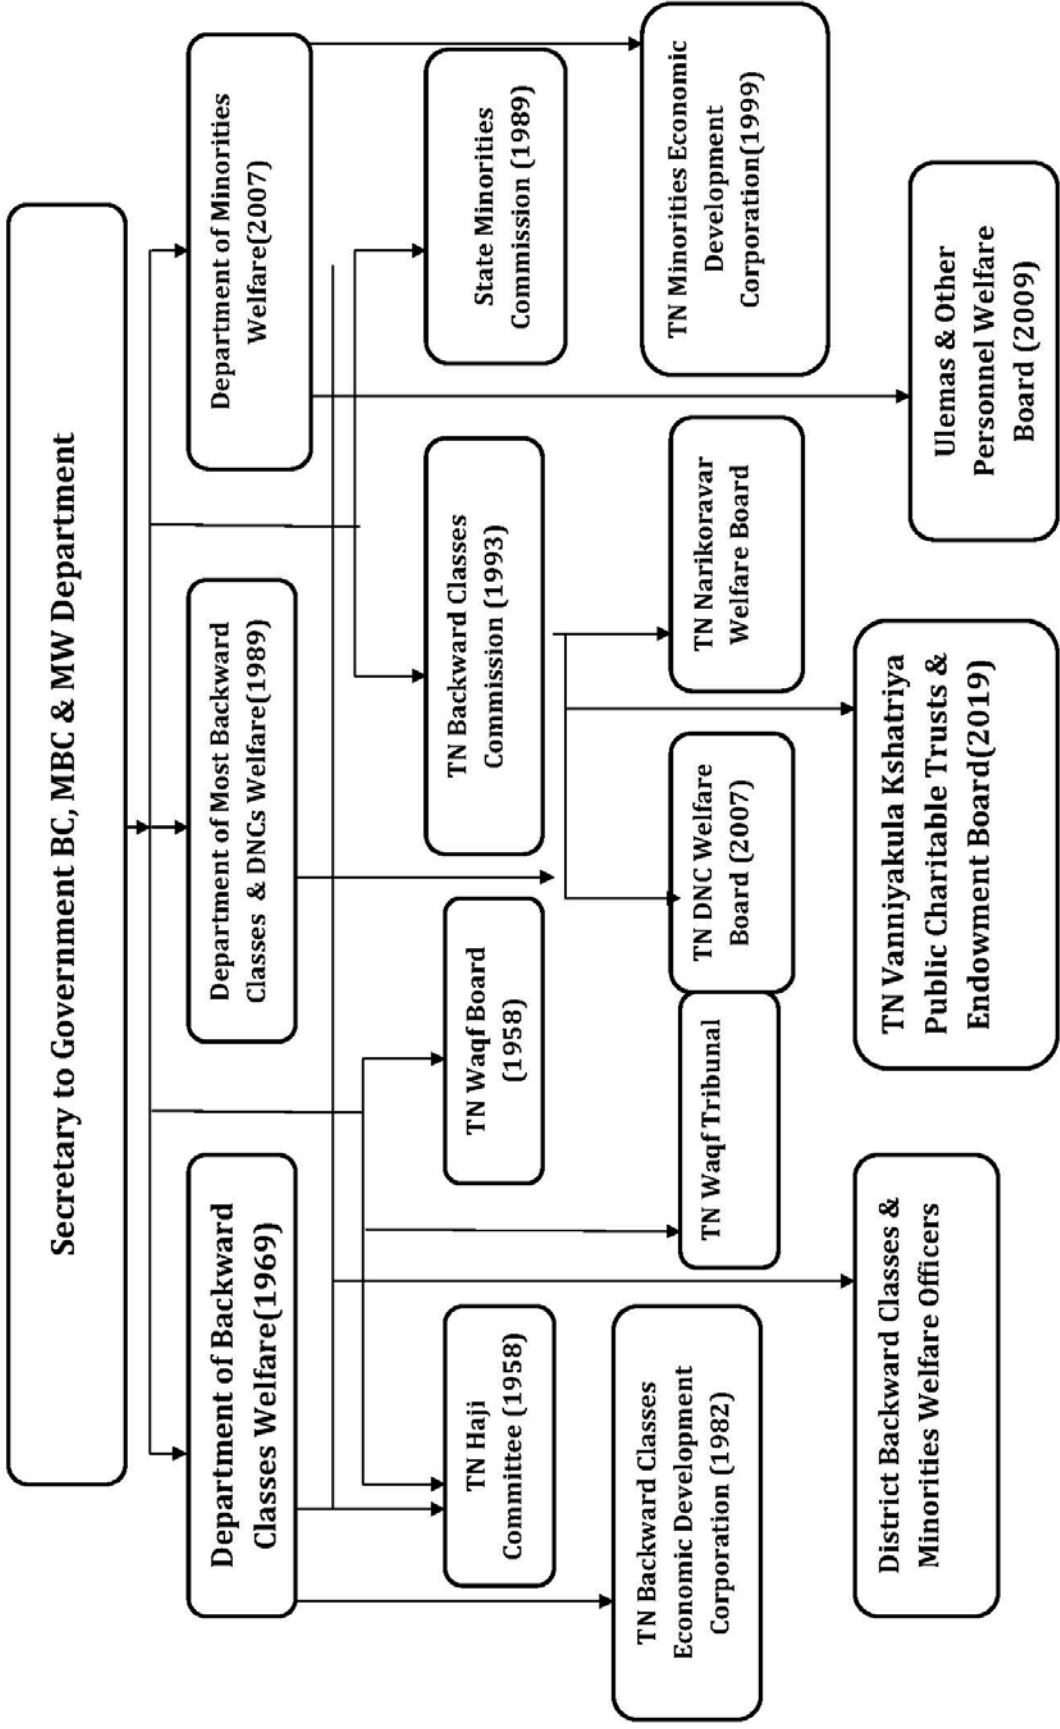 Secretary to Government BC, MBC & MW Department
Department of Backward
Classes Welfare(1969)
Department of Most Backward
Classes & DNCs Welfare(1989)
Department of Minorities
Welfare(2007)
TN Haji
Committee (1958)
TN Waqf Board
(1958)
TN Backward Classes
Commission (1993)
State Minorities
Commission (1989)
TN Backward Classes
Economic Development
Corporation (1982)
TN Waqf Tribunal
TN DNC Welfare
Board (2007)
TN Narikoravar
Welfare Board
TN Minorities Economic
Development
Corporation(1999)
District Backward Classes &
Minorities Welfare Officers
TN Vanniyakula Kshatriya
Public Charitable Trusts &
Endowment Board(2019)
Ulemas & Other
Personnel Welfare
Board (2009)